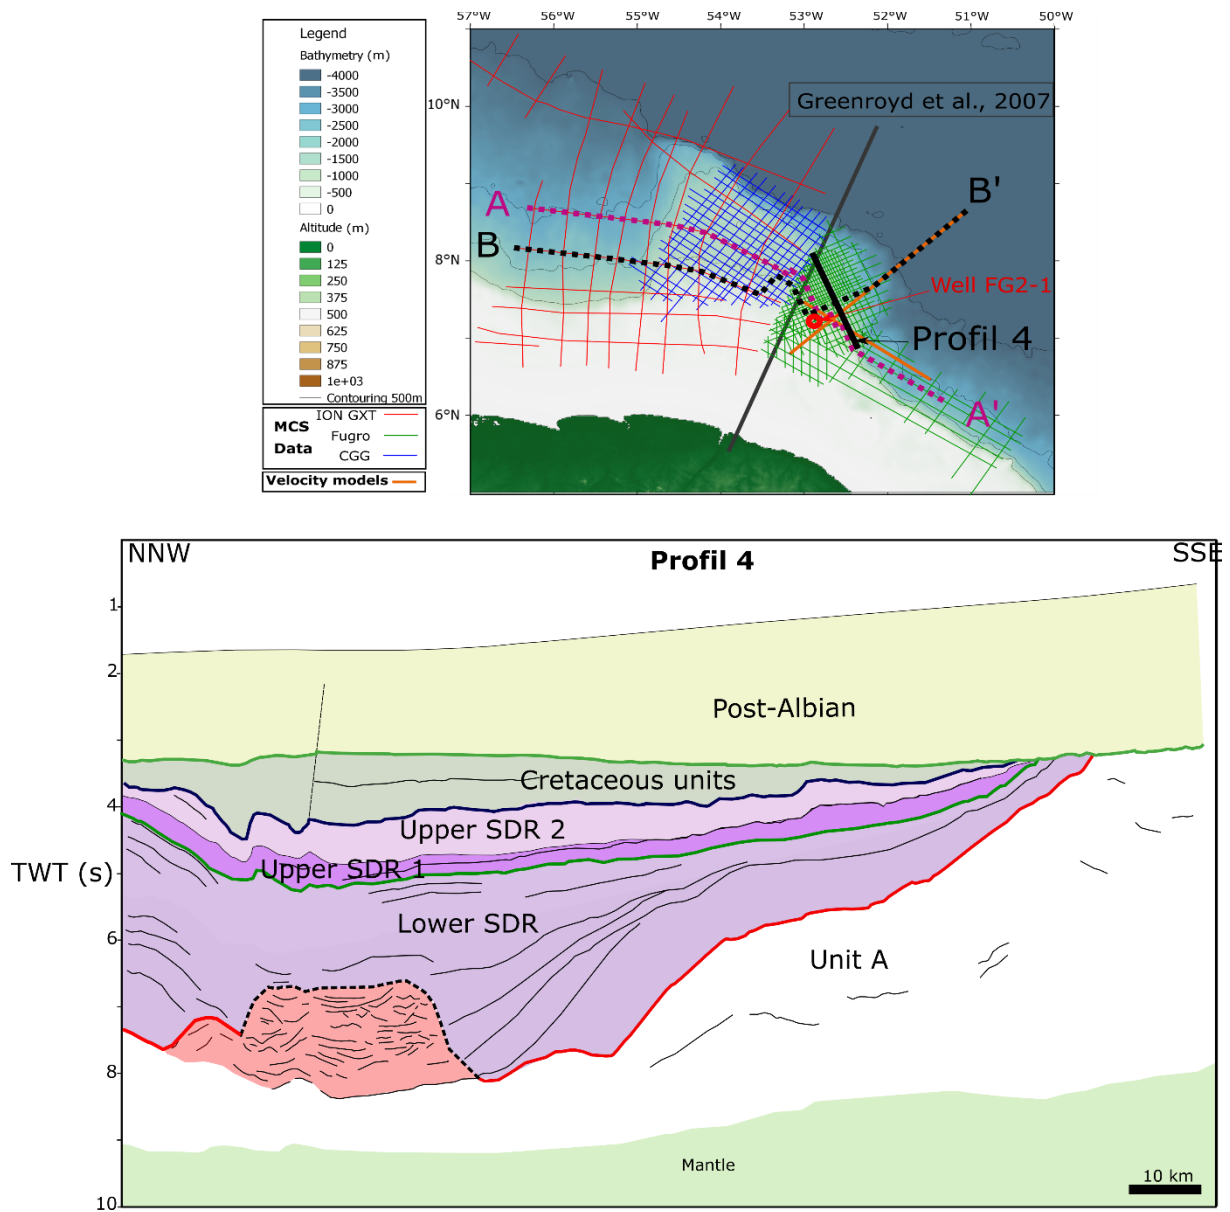 57°W 56°W 55°W 54°W 53°W 52°W 51°W 50°W
Legend
Bathymetry (m)
-4000
-3500
-3000
-2500
-2000
-1500
-1000
-500
0
Altitude (m)
0
125
250
375
500
625
750
875
1e+03
Contouring 500m
MCS Data
ION GXT
Fugro
CGG
Velocity models
10°N
8°N
6°N
Greenroyd et al., 2007
A
B
B'
Well FG2-1
Profil 4
A'
NNW
Profil 4
SSE
1
2
4
6
8
10
TWT (s)
Post-Albian
Cretaceous units
Upper SDR 2
Upper SDR 1
Lower SDR
Unit A
Mantle
10 km